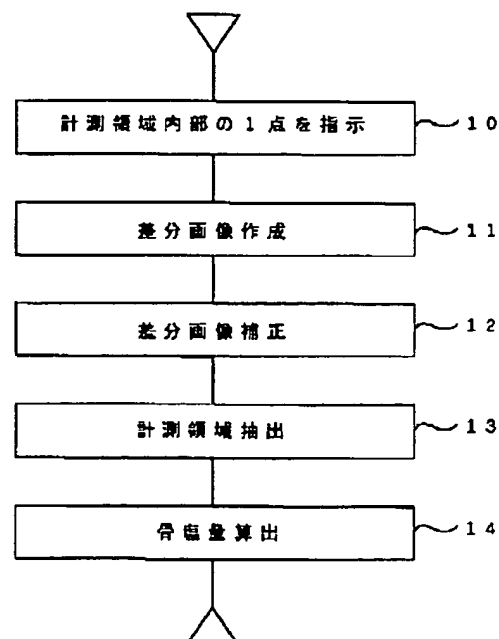 計測領域内部の1点を指示 10
差分画像作成 11
差分画像補正 12
計測領域抽出 13
骨塩量算出 14